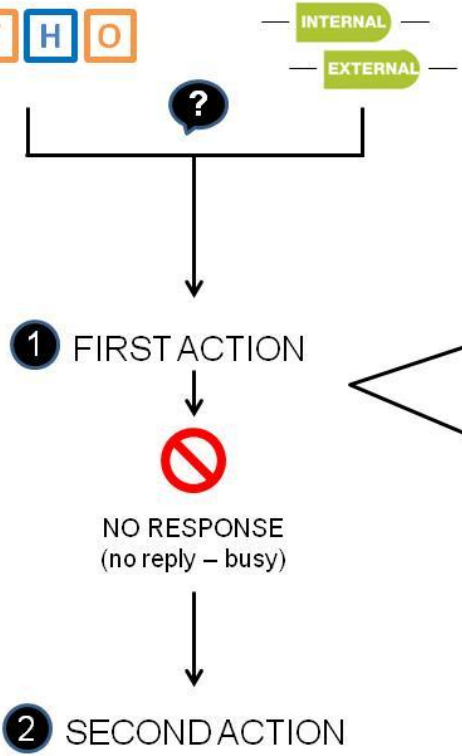 H O
INTERNAL
EXTERNAL
?
1 FIRST ACTION
NO RESPONSE
(no reply – busy)
2 SECOND ACTION